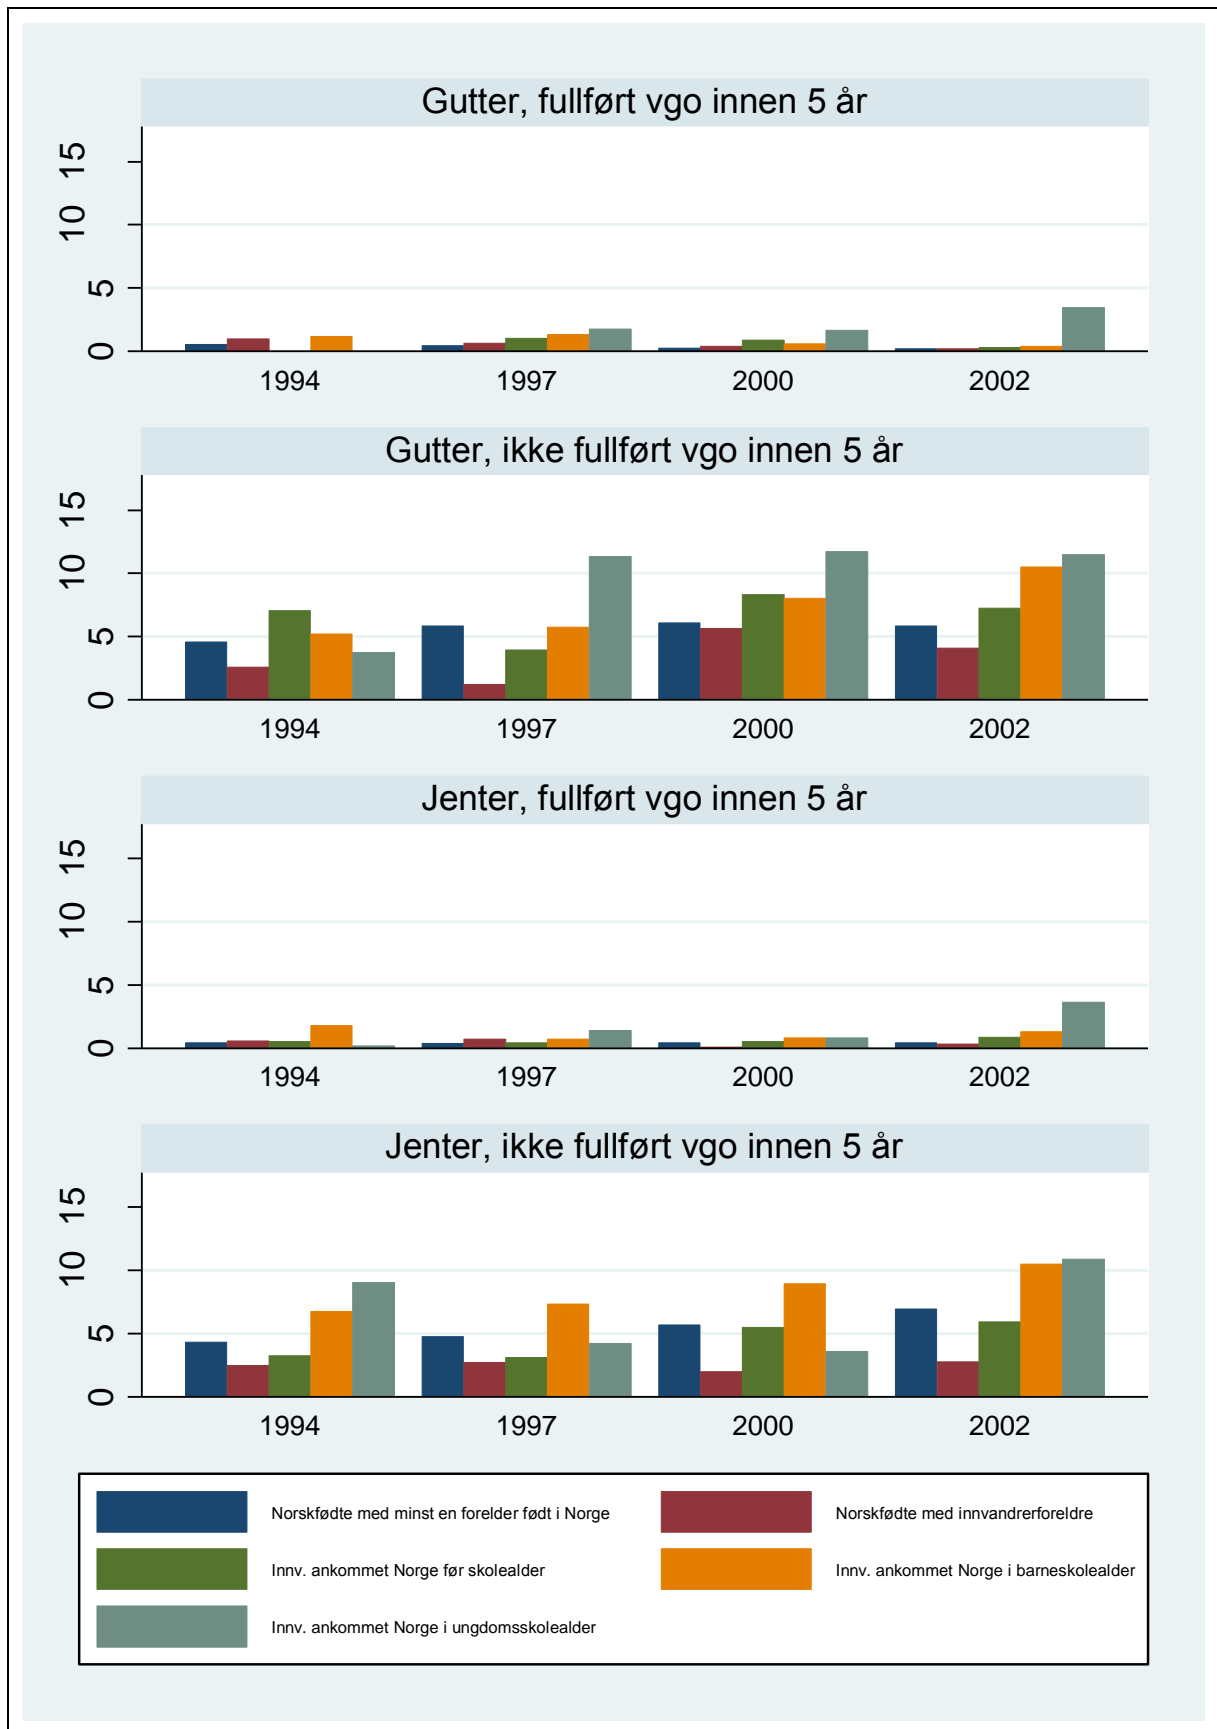 Gutter, fullført vgo innen 5 år
15
10
5
0
1994 1997 2000 2002
Gutter, ikke fullført vgo innen 5 år
15
10
5
0
1994 1997 2000 2002
Jenter, fullført vgo innen 5 år
15
10
5
0
1994 1997 2000 2002
Jenter, ikke fullført vgo innen 5 år
15
10
5
0
1994 1997 2000 2002
Norskfødte med minst en forelder født i Norge
Norskfødte med innvandrerforeldre
Innv. ankommet Norge før skolealder
Innv. ankommet Norge i barneskolealder
Innv. ankommet Norge i ungdomsskolealder